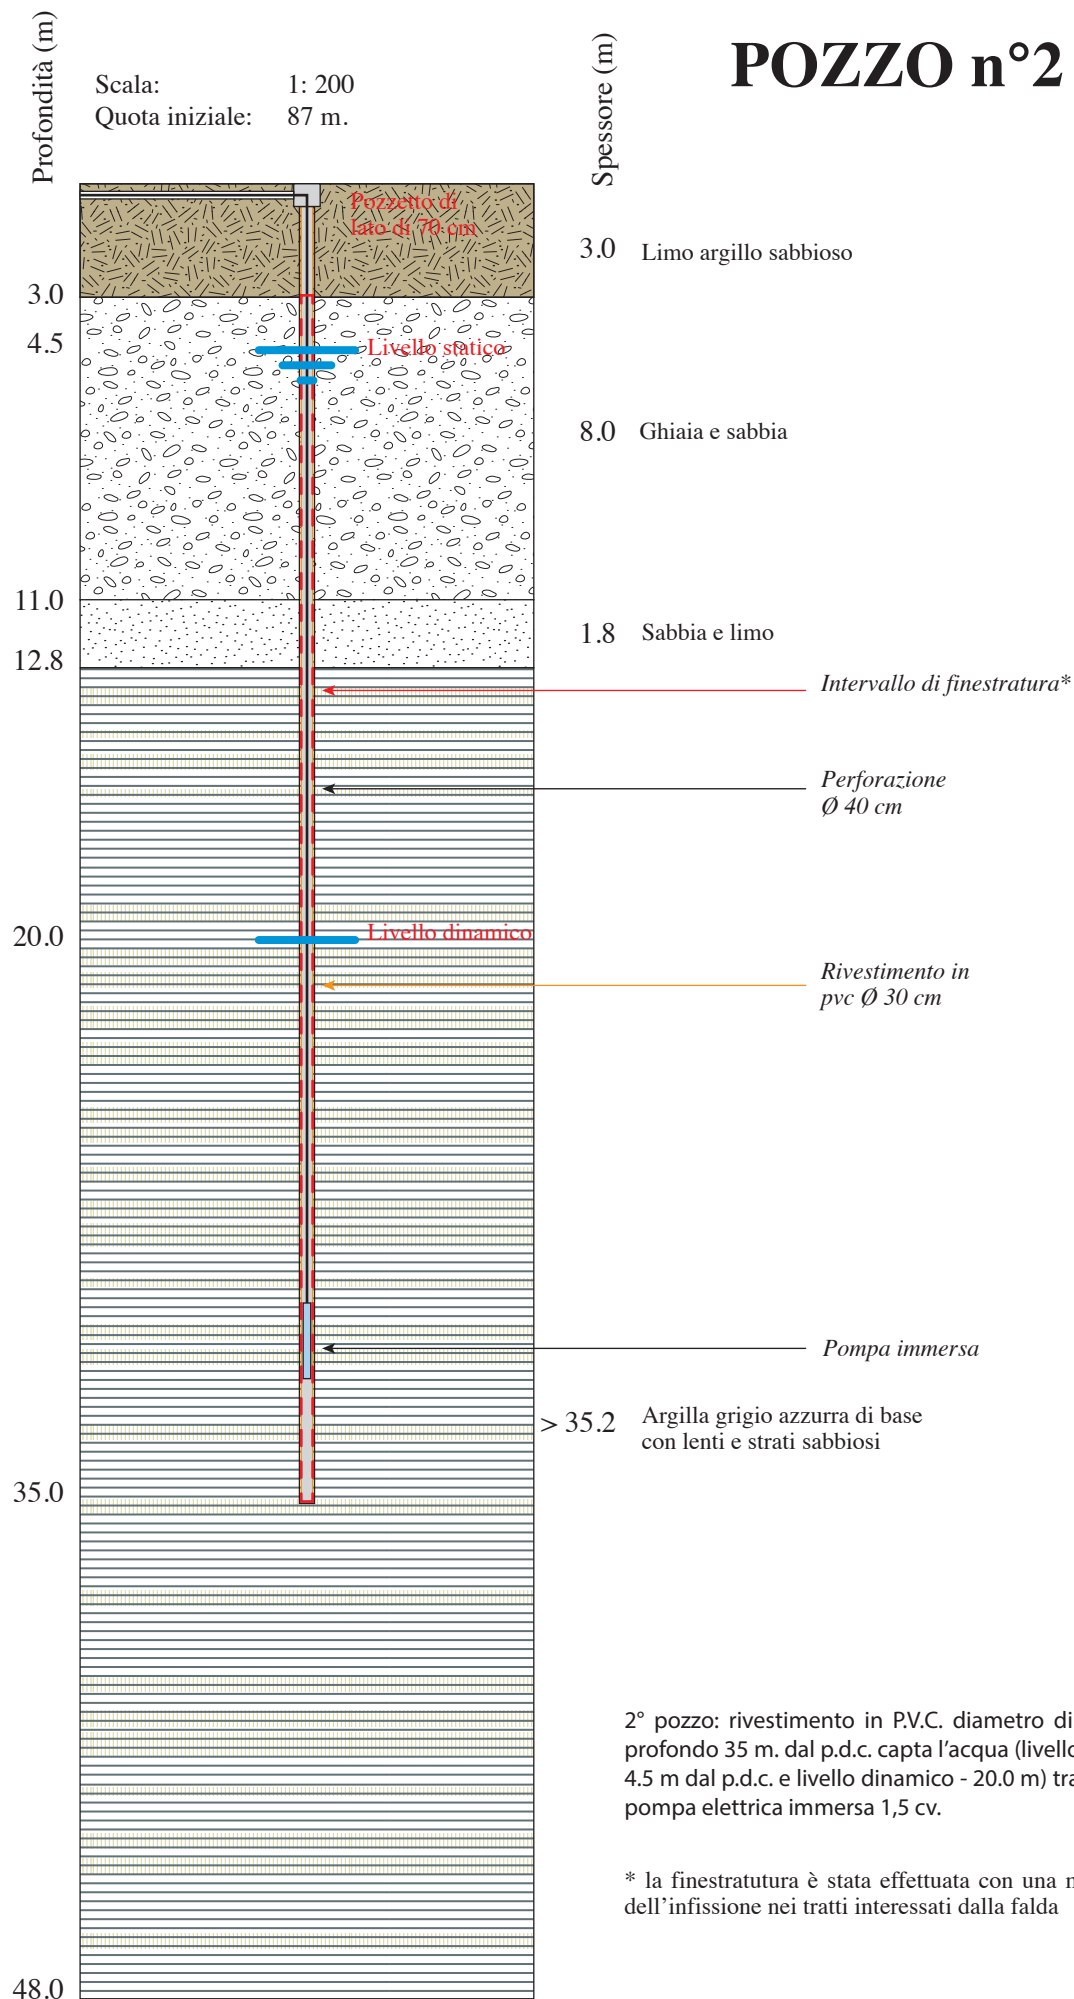 POZZO n°2
Profondità (m)
Scala: 1: 200
Quota iniziale: 87 m.
Spessore (m)
Pozzetto di
lato di 70 cm
3.0 Limo argillo sabbioso
3.0
4.5
Livello statico
8.0 Ghiaia e sabbia
11.0
1.8 Sabbia e limo
12.8
Intervallo di finestratura*
Perforazione
Ø 40 cm
20.0
Livello dinamico
Rivestimento in
pvc Ø 30 cm
Pompa immersa
> 35.2 Argilla grigio azzurra di base
con lenti e strati sabbiosi
35.0
2° pozzo: rivestimento in P.V.C. diametro di
profondo 35 m. dal p.d.c. capta l'acqua (livello
4.5 m dal p.d.c. e livello dinamico - 20.0 m) tra
pompa elettrica immersa 1,5 cv.
* la finestratutura è stata effettuata con una
dell'infissione nei tratti interessati dalla falda
48.0